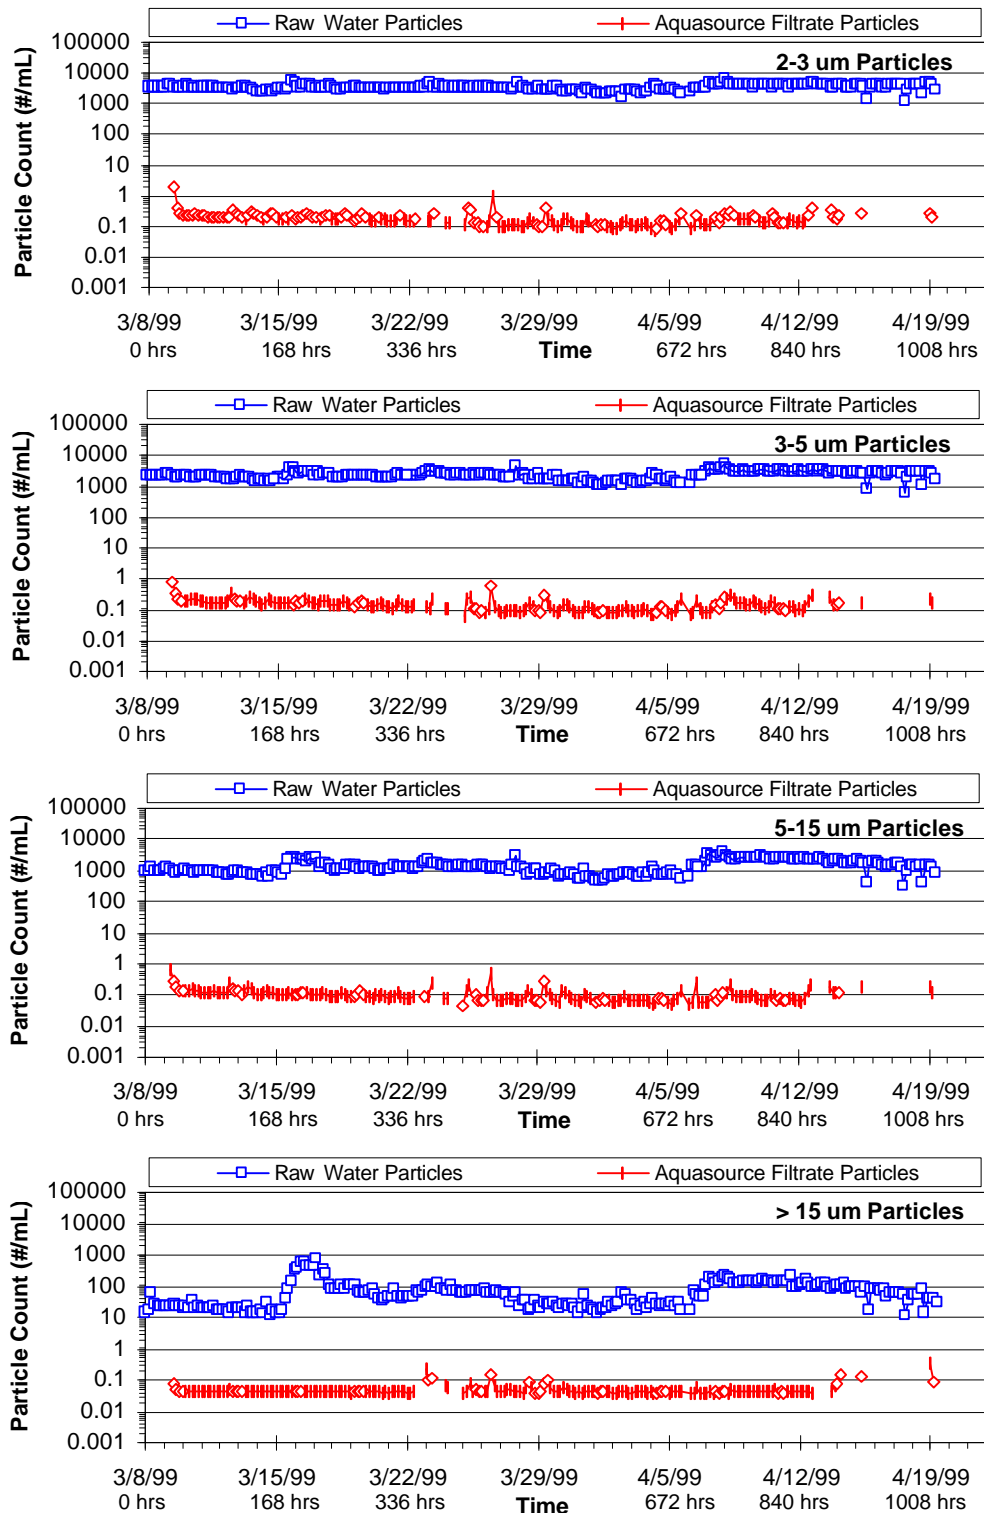 Raw Water Particles Aquasource Filtrate Particles
2-3 um Particles
Particle Count (#/mL)
100000
10000
1000
100
10
1
0.1
0.01
0.001
3/8/99 3/15/99 3/22/99 3/29/99 4/5/99 4/12/99 4/19/99
0 hrs 168 hrs 336 hrs Time 672 hrs 840 hrs 1008 hrs
Raw Water Particles Aquasource Filtrate Particles
3-5 um Particles
Particle Count (#/mL)
100000
10000
1000
100
10
1
0.1
0.01
0.001
3/8/99 3/15/99 3/22/99 3/29/99 4/5/99 4/12/99 4/19/99
0 hrs 168 hrs 336 hrs Time 672 hrs 840 hrs 1008 hrs
Raw Water Particles Aquasource Filtrate Particles
5-15 um Particles
Particle Count (#/mL)
100000
10000
1000
100
10
1
0.1
0.01
0.001
3/8/99 3/15/99 3/22/99 3/29/99 4/5/99 4/12/99 4/19/99
0 hrs 168 hrs 336 hrs Time 672 hrs 840 hrs 1008 hrs
Raw Water Particles Aquasource Filtrate Particles
> 15 um Particles
Particle Count (#/mL)
100000
10000
1000
100
10
1
0.1
0.01
0.001
3/8/99 3/15/99 3/22/99 3/29/99 4/5/99 4/12/99 4/19/99
0 hrs 168 hrs 336 hrs Time 672 hrs 840 hrs 1008 hrs